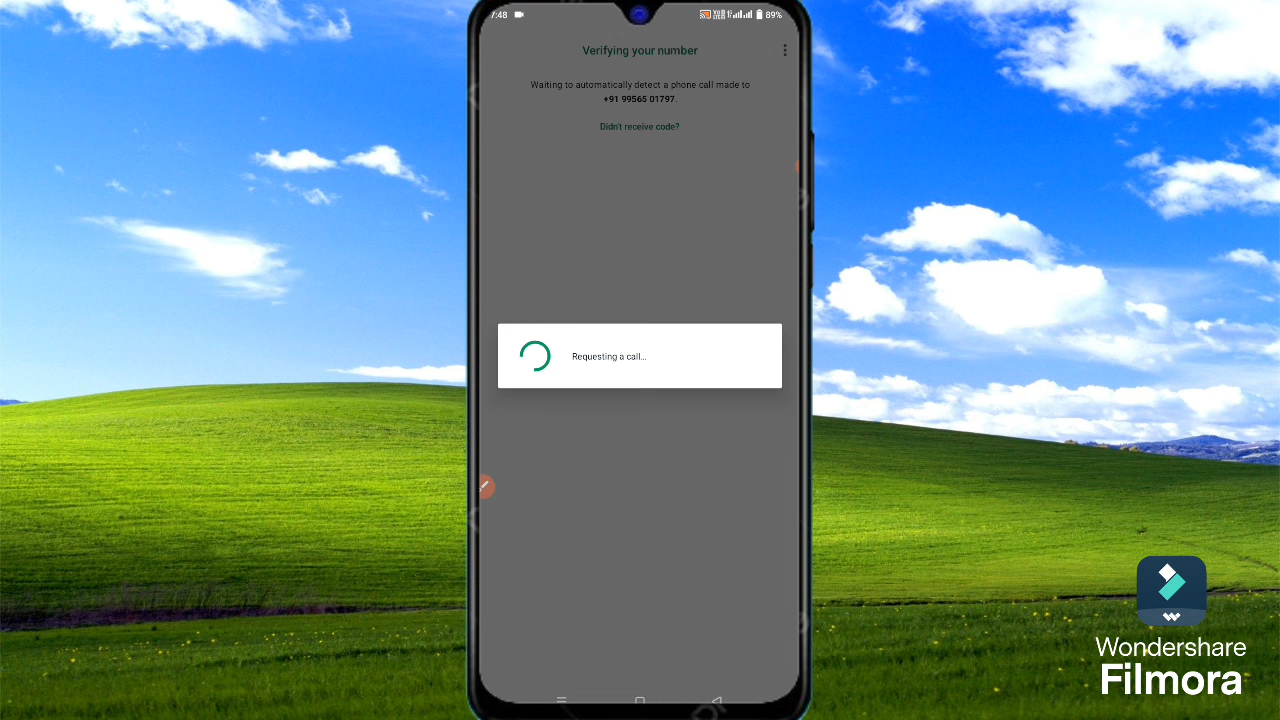 7:48
89%
Verifying your number
Waiting to automatically detect a phone call made to
+91 99565 01797.
Didn't receive code?
Requesting a call...
Wondershare
Filmora